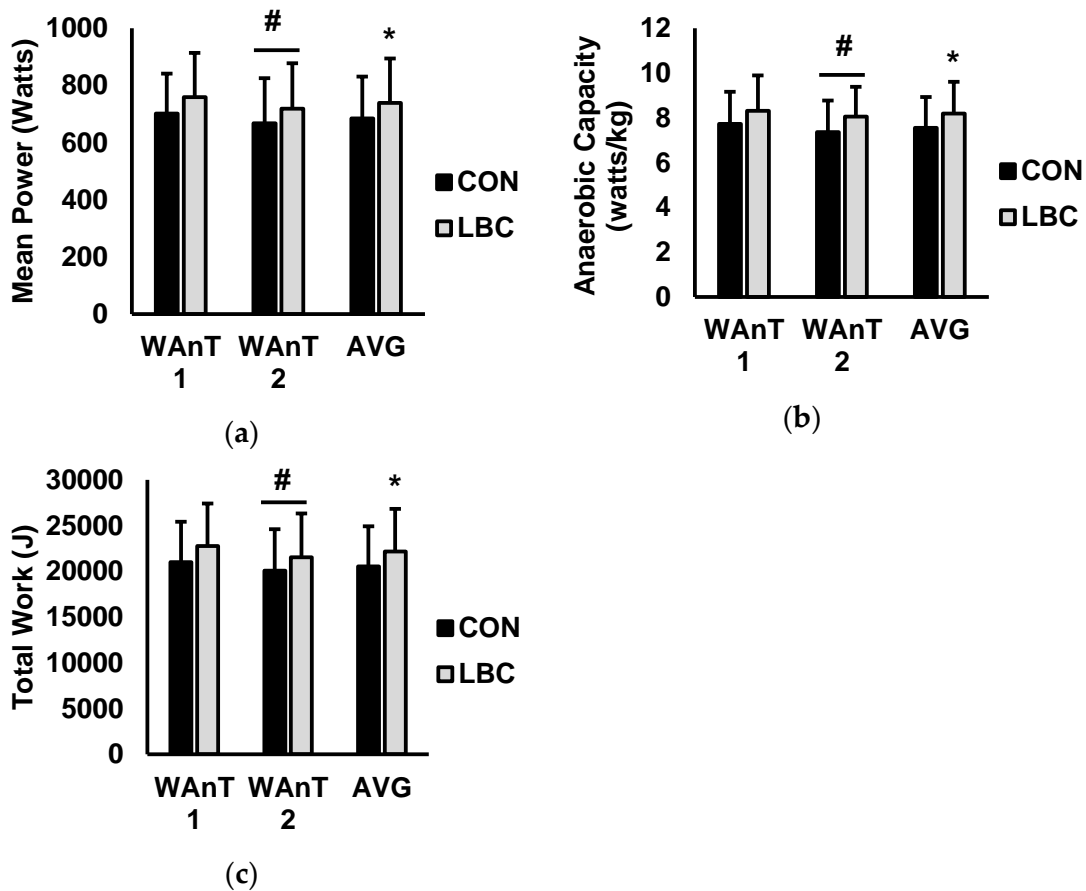 Mean Power (Watts)
1000
800
600
400
200
0
#
*
CON
LBC
WAnT 1
WAnT 2
AVG
(a)
Anaerobic Capacity
(watts/kg)
12
10
8
6
4
2
0
#
*
CON
LBC
WAnT 1
WAnT 2
AVG
(b)
Total Work (J)
30000
25000
20000
15000
10000
5000
0
#
*
CON
LBC
WAnT 1
WAnT 2
AVG
(c)